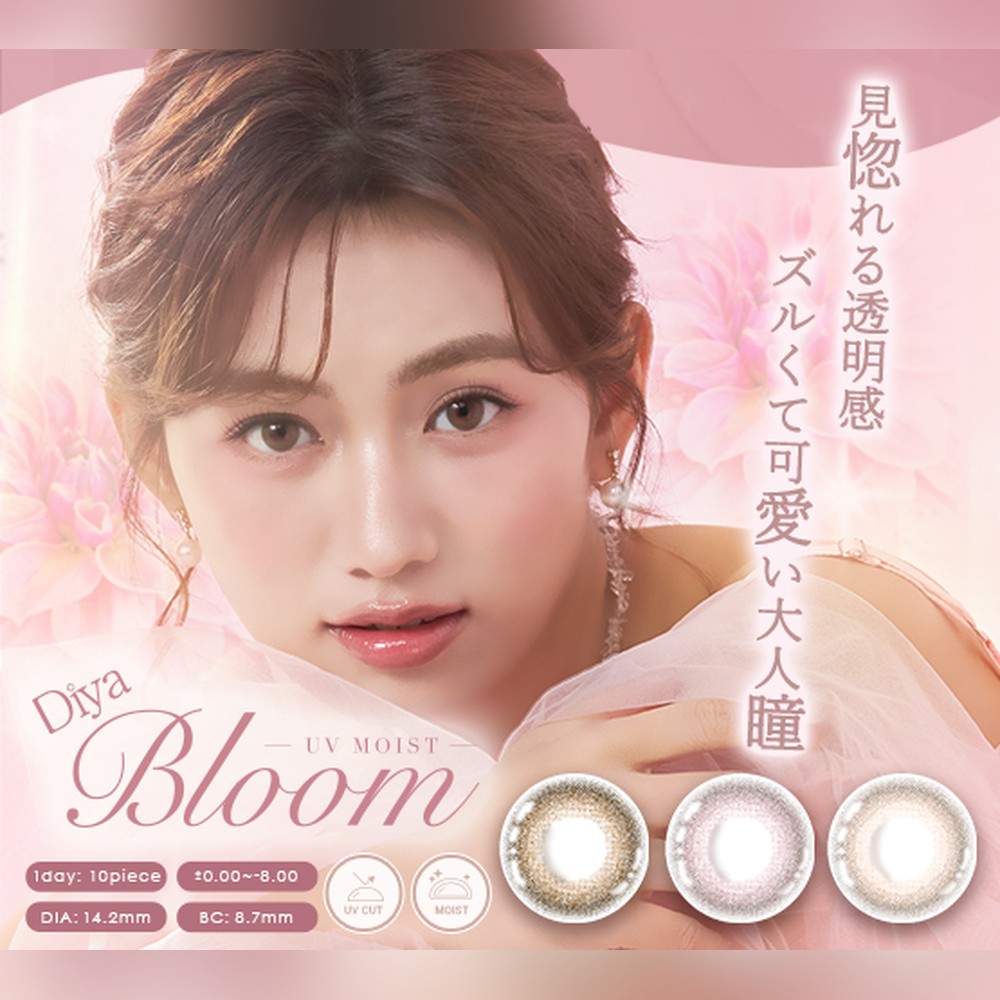 見惚れる透明感
ズルくて可愛い大人瞳
Diya
Bloom
UV MOIST
1day: 10piece
±0.00~-8.00
DIA: 14.2mm
BC: 8.7mm
UV CUT
MOIST